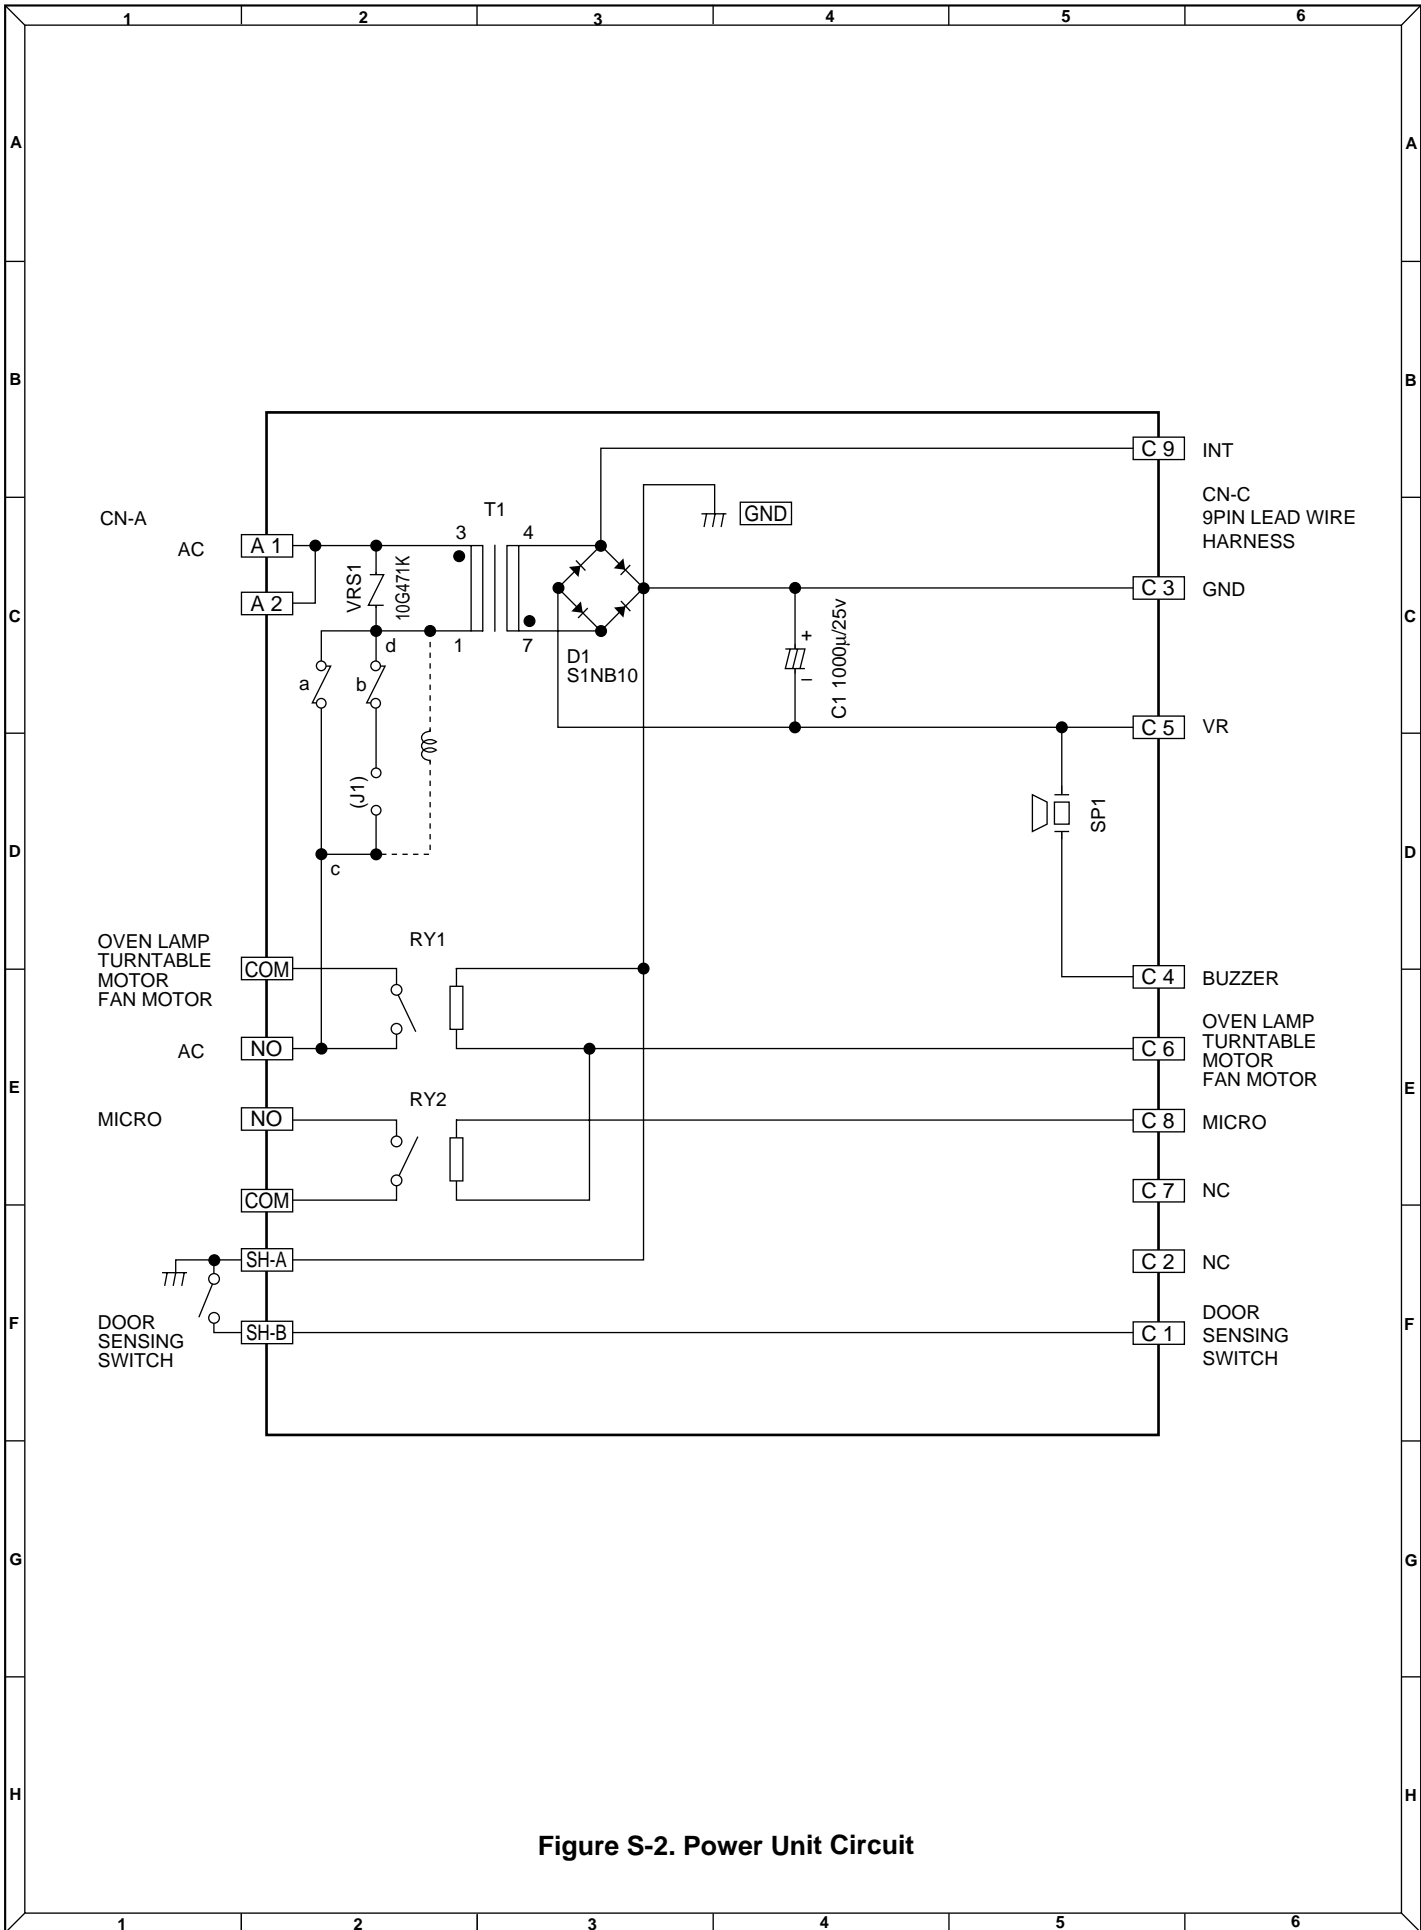 1 2 3 4 5 6
A A
B B
C 9 INT
CN-C
9PIN LEAD WIRE
HARNESS
CN-A
T1
GND
AC
A 1
3 4
VRS1
10G471K
A 2
C C
C 3 GND
d 1 7
D1
S1NB10
+
–
C1 1000µ/25v
a b
C 5 VR
(J1)
SP1
D D
c
OVEN LAMP
TURNTABLE
MOTOR
FAN MOTOR
COM
RY1
C 4 BUZZER
AC
NO
C 6
OVEN LAMP
TURNTABLE
MOTOR
FAN MOTOR
E E
MICRO
NO
RY2
C 8 MICRO
COM
C 7 NC
SH-A
C 2 NC
DOOR
SENSING
SWITCH
SH-B
C 1
DOOR
SENSING
SWITCH
F F
G G
H H
Figure S-2. Power Unit Circuit
1 2 3 4 5 6